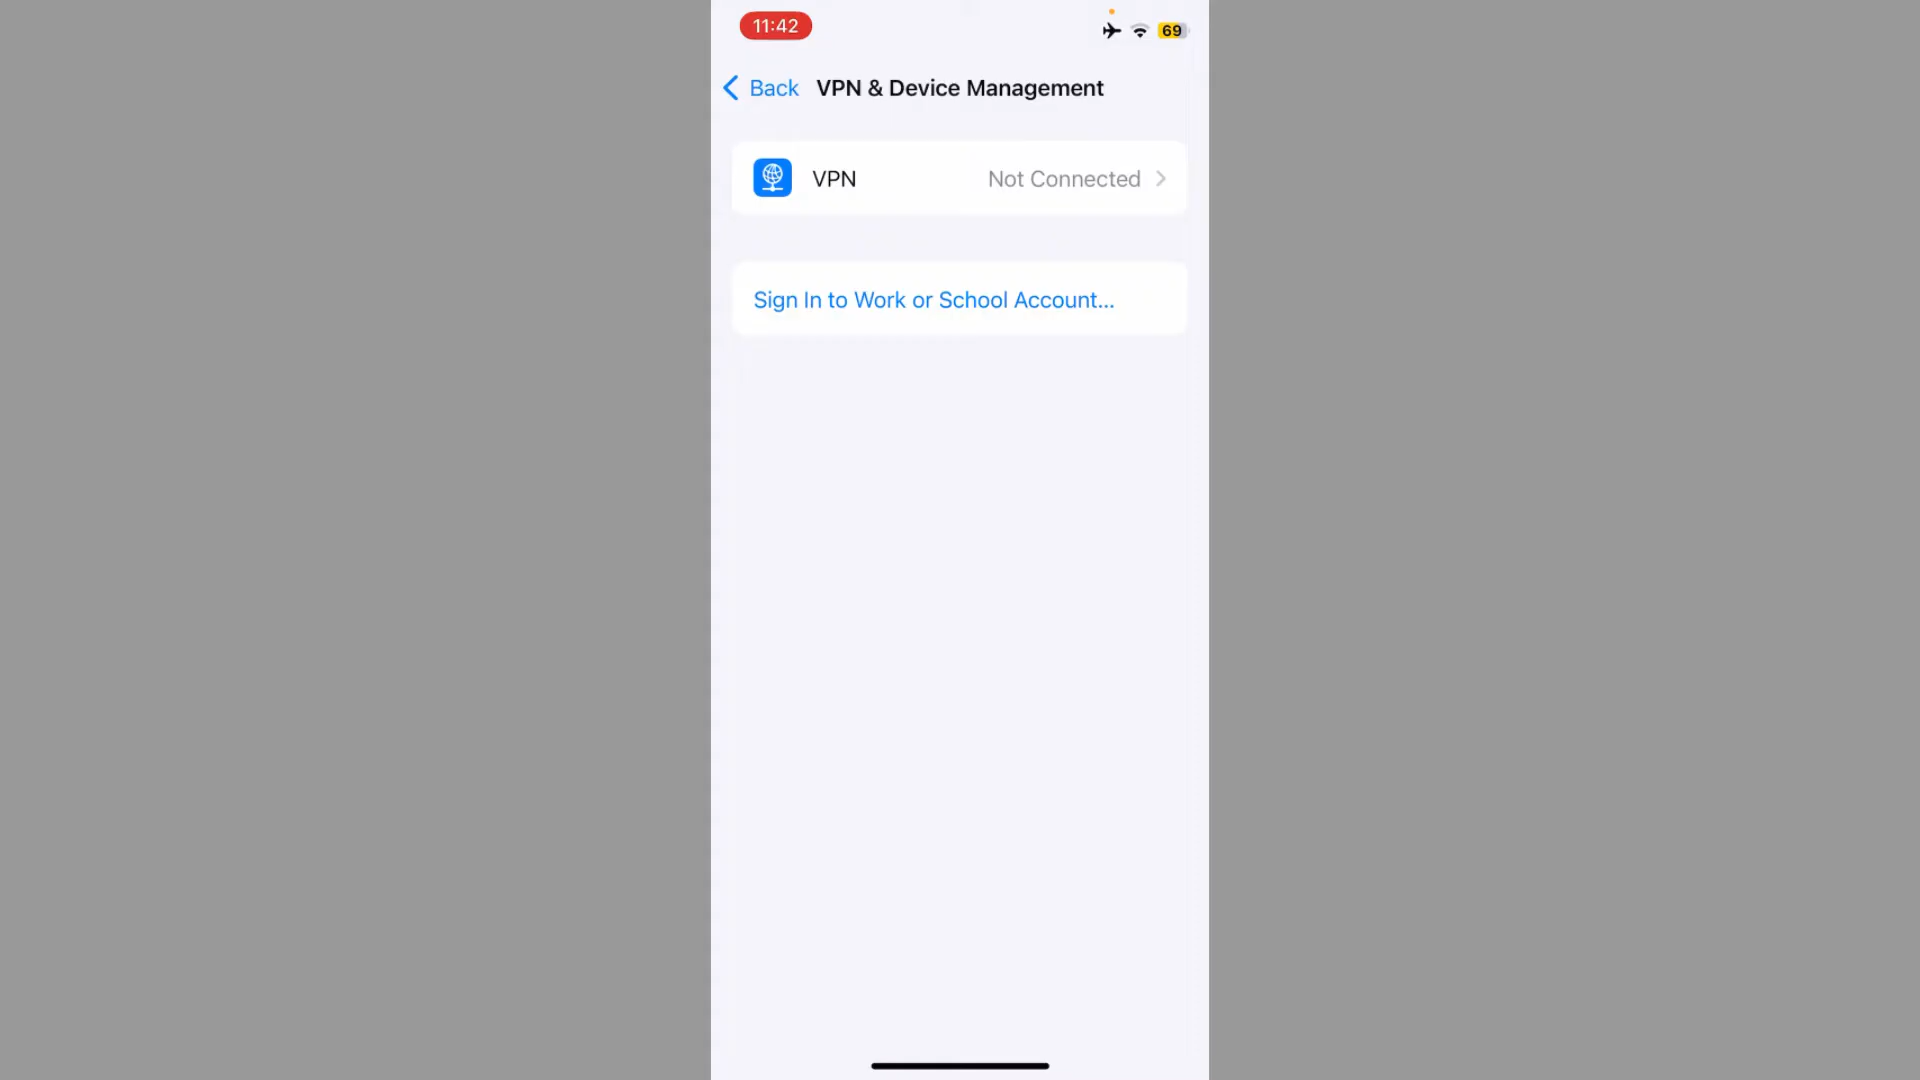 11:42
69
Back VPN & Device Management
VPN Not Connected
Sign In to Work or School Account...